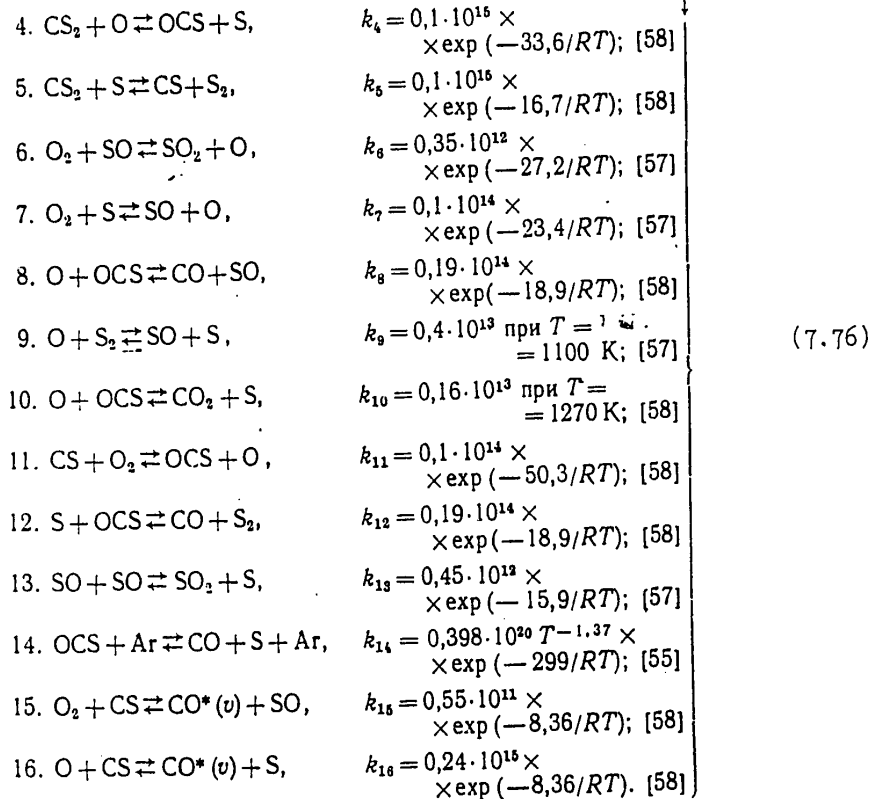 4. CS₂ + O ⇄ OCS + S, k₄ = 0,1·10¹⁵ ×
× exp (—33,6/RT); [58]
5. CS₂ + S ⇄ CS + S₂, k₅ = 0,1·10¹⁵ ×
× exp (—16,7/RT); [58]
6. O₂ + SO ⇄ SO₂ + O, k₆ = 0,35·10¹² ×
× exp (—27,2/RT); [57]
7. O₂ + S ⇄ SO + O, k₇ = 0,1·10¹⁴ ×
× exp (—23,4/RT); [57]
8. O + OCS ⇄ CO + SO, k₈ = 0,19·10¹⁴ ×
× exp(—18,9/RT); [58]
9. O + S₂ ⇄ SO + S, k₉ = 0,4·10¹³ при T =
= 1100 K; [57]
(7.76)
10. O + OCS ⇄ CO₂ + S, k₁₀ = 0,16·10¹³ при T =
= 1270 K; [58]
11. CS + O₂ ⇄ OCS + O, k₁₁ = 0,1·10¹⁴ ×
× exp (—50,3/RT); [58]
12. S + OCS ⇄ CO + S₂, k₁₂ = 0,19·10¹⁴ ×
× exp(—18,9/RT); [58]
13. SO + SO ⇄ SO₂ + S, k₁₃ = 0,45·10¹² ×
× exp (— 15,9/RT); [57]
14. OCS + Ar ⇄ CO + S + Ar, k₁₄ = 0,398·10²⁰ T⁻¹·³⁷ ×
× exp (— 299/RT); [55]
15. O₂ + CS ⇄ CO* (v) + SO, k₁₅ = 0,55·10¹¹ ×
× exp (—8,36/RT); [58]
16. O + CS ⇄ CO* (v) + S, k₁₆ = 0,24·10¹⁵ ×
× exp (—8,36/RT). [58]